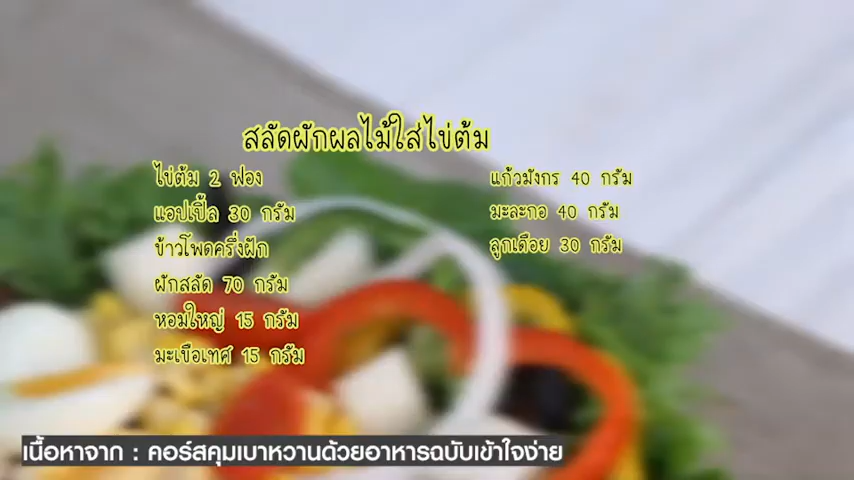 สลัดผักผลไม้ใส่ไข่ต้ม
ไข่ต้ม 2 ฟอง
แอปเปิ้ล 30 กรัม
ข้าวโพดครึ่งฝัก
ผักสลัด 70 กรัม
หอมใหญ่ 15 กรัม
มะเขือเทศ 15 กรัม
แก้วมังกร 40 กรัม
มะละกอ 40 กรัม
ลูกเดือย 30 กรัม
เนื้อหาจาก : คอร์สคุมเบาหวานด้วยอาหารฉบับเข้าใจง่าย